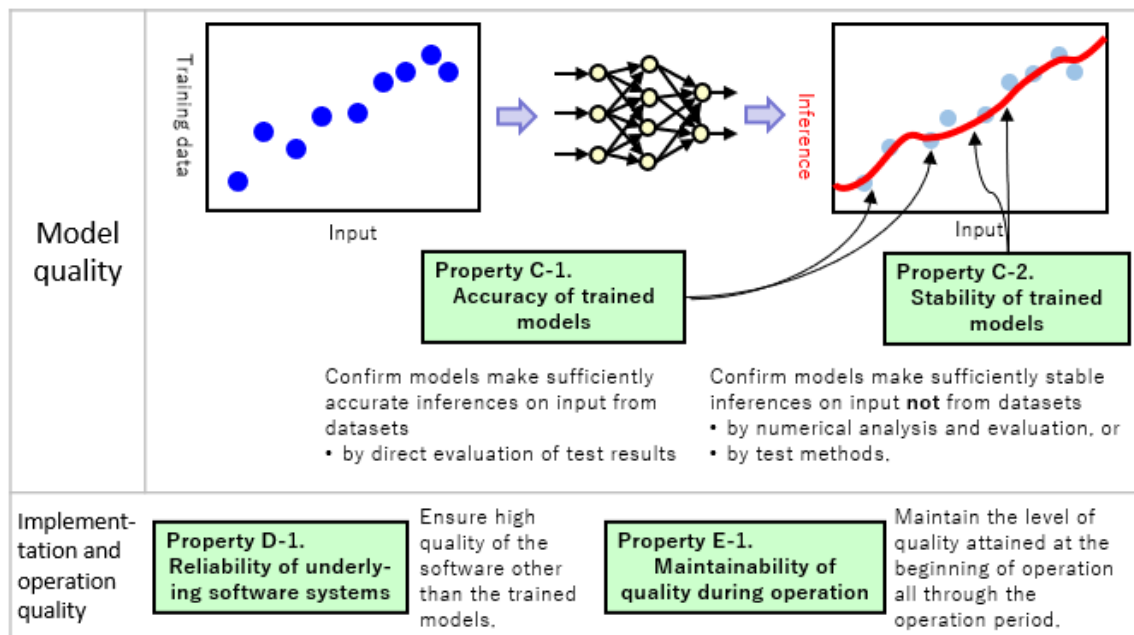 Model
quality
Training data
Input
Inference
Input
Property C-1.
Accuracy of trained
models
Property C-2.
Stability of trained
models
Confirm models make sufficiently
accurate inferences on input from
datasets
• by direct evaluation of test results
Confirm models make sufficiently stable
inferences on input not from datasets
• by numerical analysis and evaluation, or
• by test methods.
Implemen-
tation and
operation
quality
Property D-1.
Reliability of underly-
ing software systems
Ensure high
quality of the
software other
than the trained
models.
Property E-1.
Maintainability of
quality during operation
Maintain the level of
quality attained at the
beginning of operation
all through the
operation period.